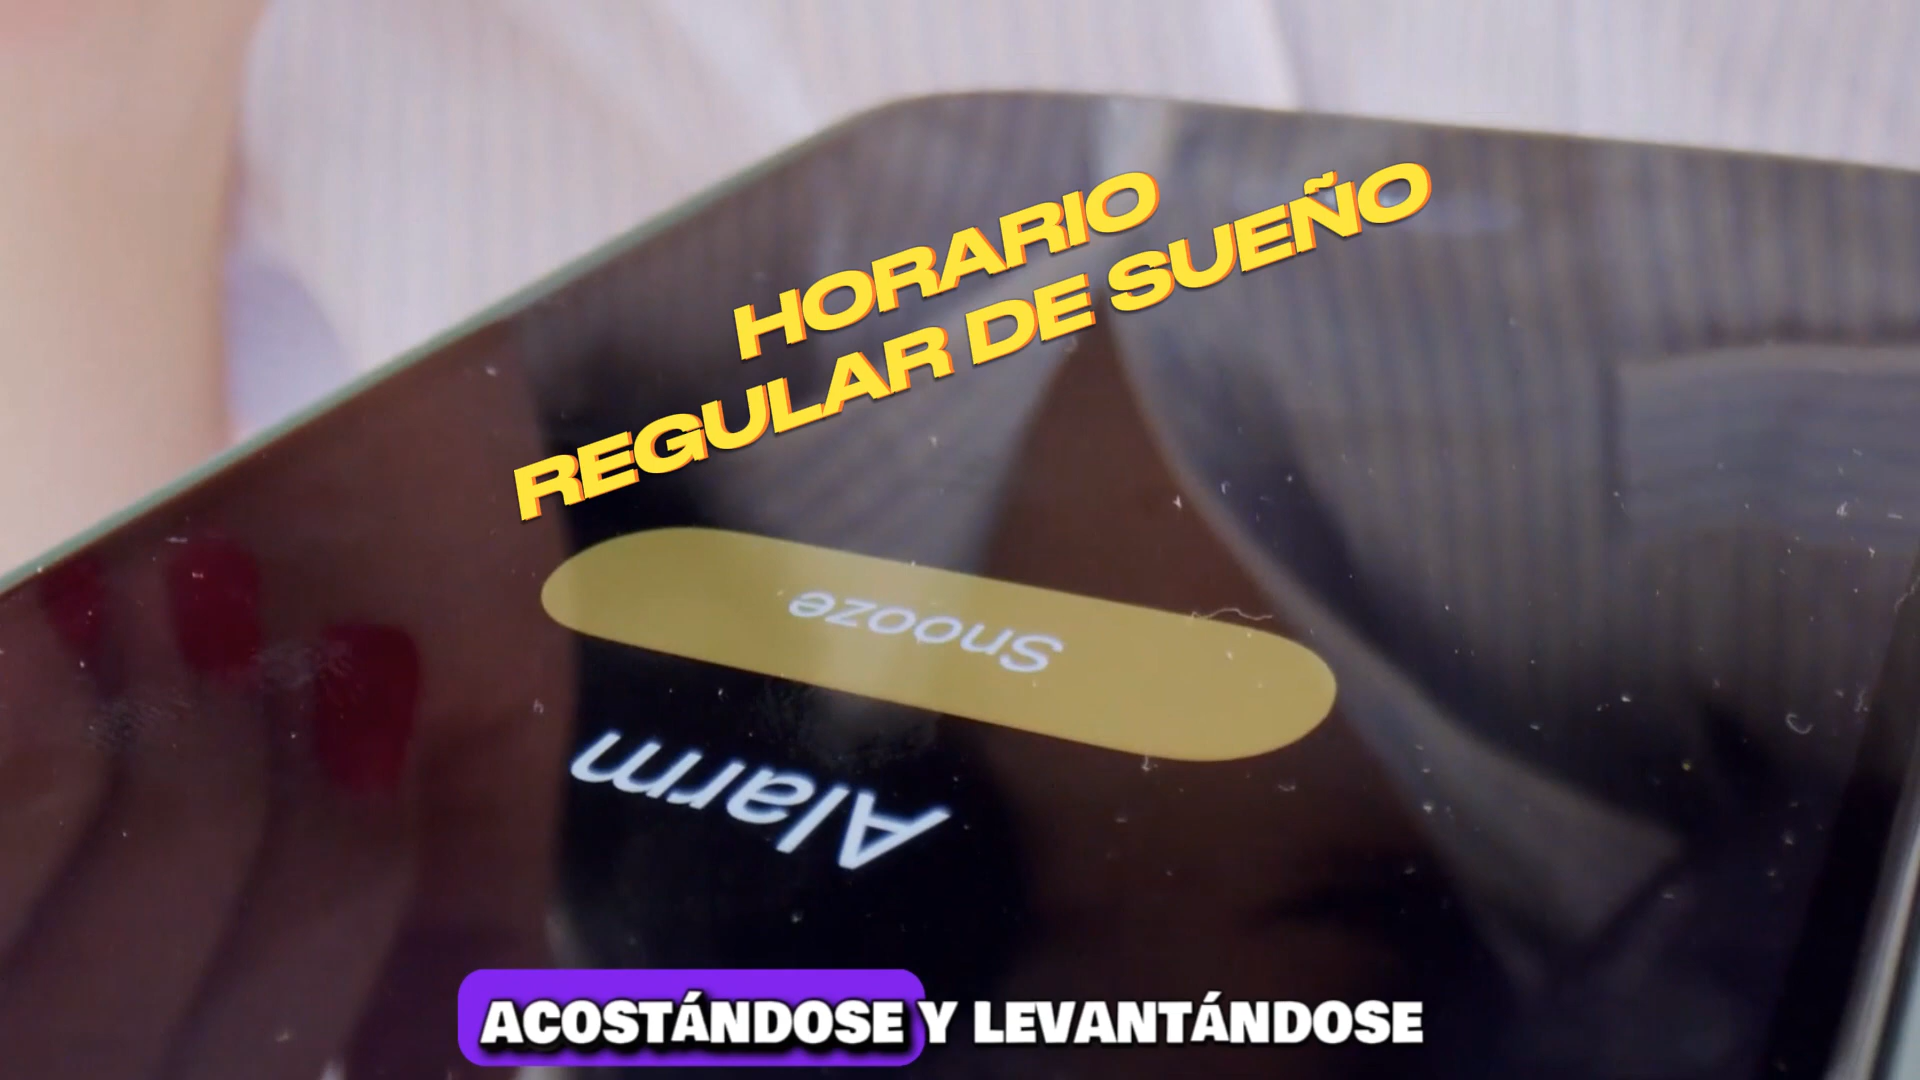 HORARIO
REGULAR DE SUEÑO
Snooze
Alarm
ACOSTÁNDOSE Y LEVANTÁNDOSE